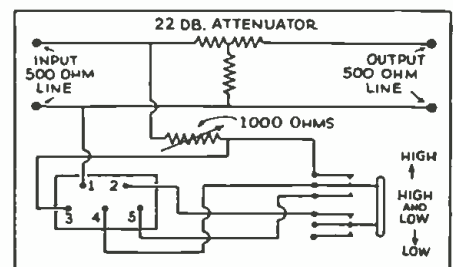 22 DB. ATTENUATOR
INPUT
500 OHM
LINE
OUTPUT
500 OHM
LINE
1000 OHMS
1 2
3 4 5
HIGH
HIGH
AND
LOW
LOW